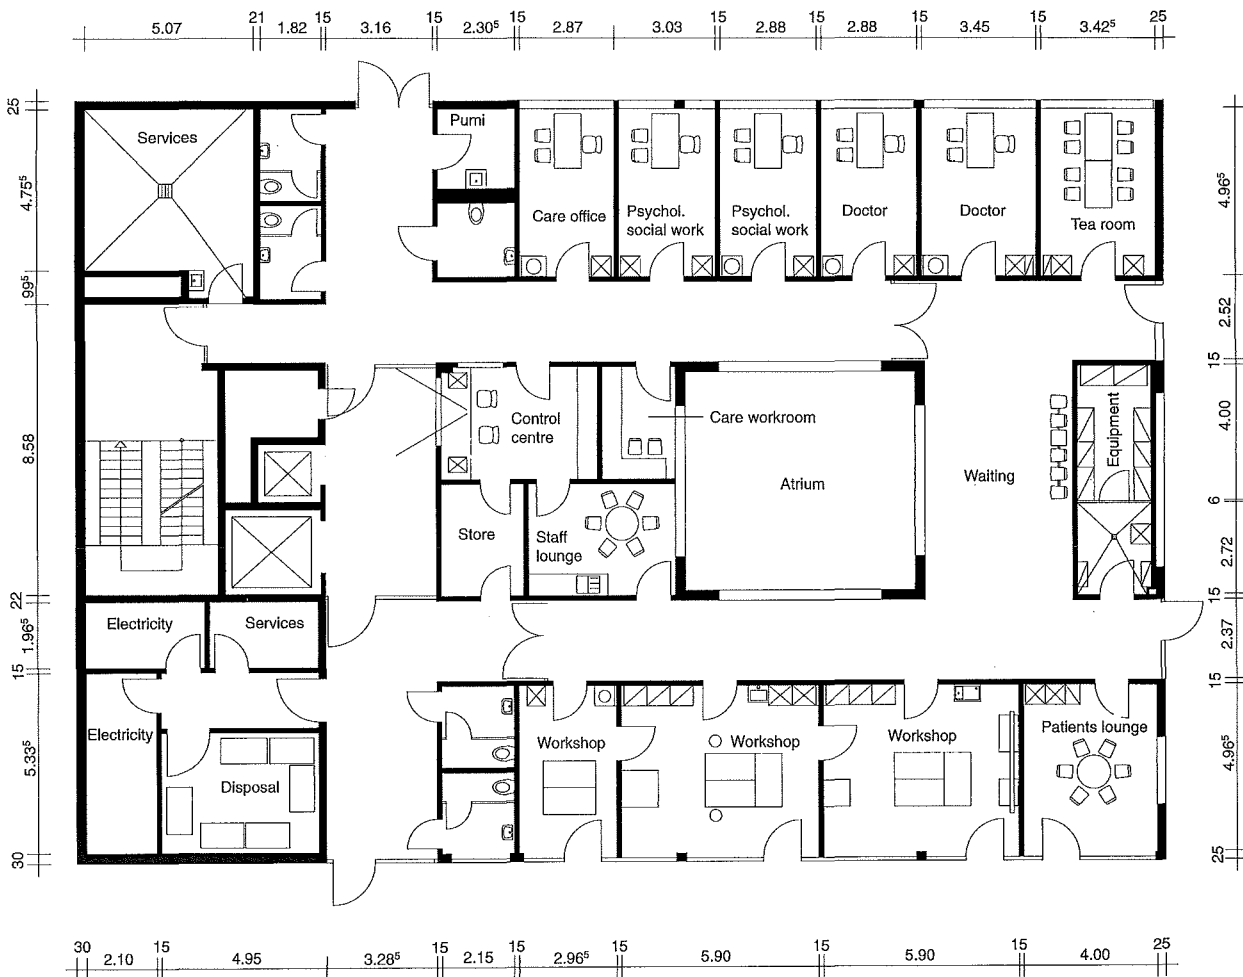 15 15 15 15 15 15 15
5.07 21 1.82 3.16 2.30⁵ 2.87 3.03 2.88 2.88 3.45 3.42⁵ 25
25
4.75⁵
99⁵
8.58
22
1.96⁵
15
5.33⁵
30
Services
Pumi
Care office
Psychol.
social work
Psychol.
social work
Doctor
Doctor
Tea room
4.96⁵
2.52
15
4.00
6
2.72
15
2.37
15
4.96⁵
25
Control
centre
Care workroom
Equipment
Waiting
Atrium
Store
Staff
lounge
Electricity
Services
Electricity
Disposal
Workshop
Workshop
Workshop
Patients lounge
30 15 15 15 15 15 15 25
2.10 4.95 3.28⁵ 2.15 2.96⁵ 5.90 5.90 4.00